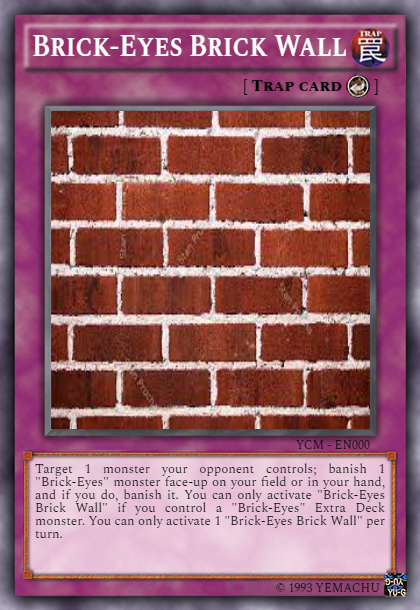 BRICK-EYES BRICK WALL
TRAP
罠
[ TRAP CARD ]
YCM - EN000
Target 1 monster your opponent controls; banish 1
"Brick-Eyes" monster face-up on your field or in your hand,
and if you do, banish it. You can only activate "Brick-Eyes
Brick Wall" if you control a "Brick-Eyes" Extra Deck
monster. You can only activate 1 "Brick-Eyes Brick Wall" per
turn.
© 1993 YEMACHU